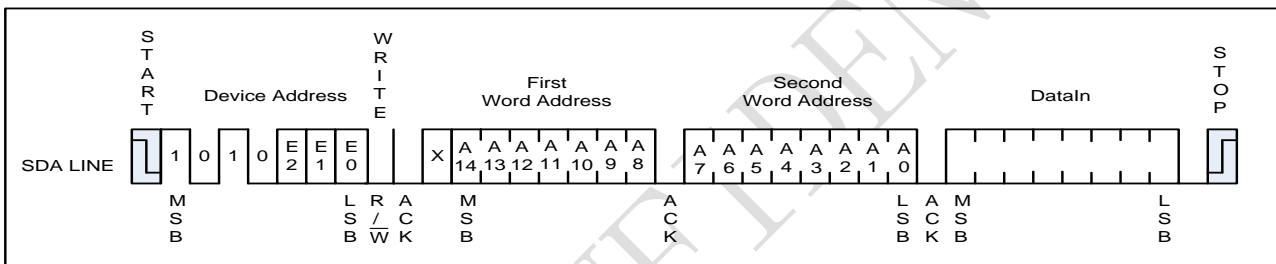 START
WRITE
STOP
Device Address
First
Word Address
Second
Word Address
DataIn
SDA LINE
1 0 1 0 E2 E1 E0 X A14 A13 A12 A11 A10 A9 A8 A7 A6 A5 A4 A3 A2 A1 A0
MSB LSB R/W ACK MSB ACK LSB ACK MSB LSB